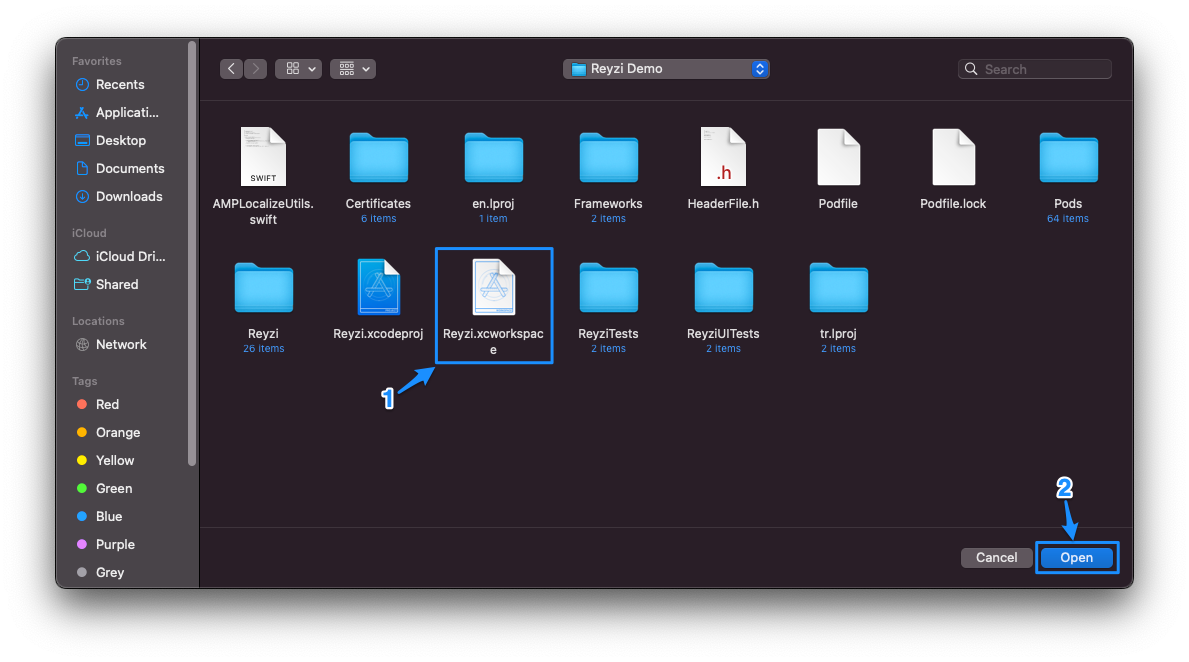 Favorites
Recents
Applicati...
Desktop
Documents
Downloads
iCloud
iCloud Dri...
Shared
Locations
Network
Tags
Red
Orange
Yellow
Green
Blue
Purple
Grey
Reyzi Demo
Search
SWIFT
.h
AMPLocalizeUtils.
swift
Certificates
6 items
en.lproj
1 item
Frameworks
2 items
HeaderFile.h
Podfile
Podfile.lock
Pods
64 items
Reyzi
26 items
Reyzi.xcodeproj
Reyzi.xcworkspac
e
ReyziTests
2 items
ReyziUITests
2 items
tr.lproj
2 items
1
2
Cancel
Open